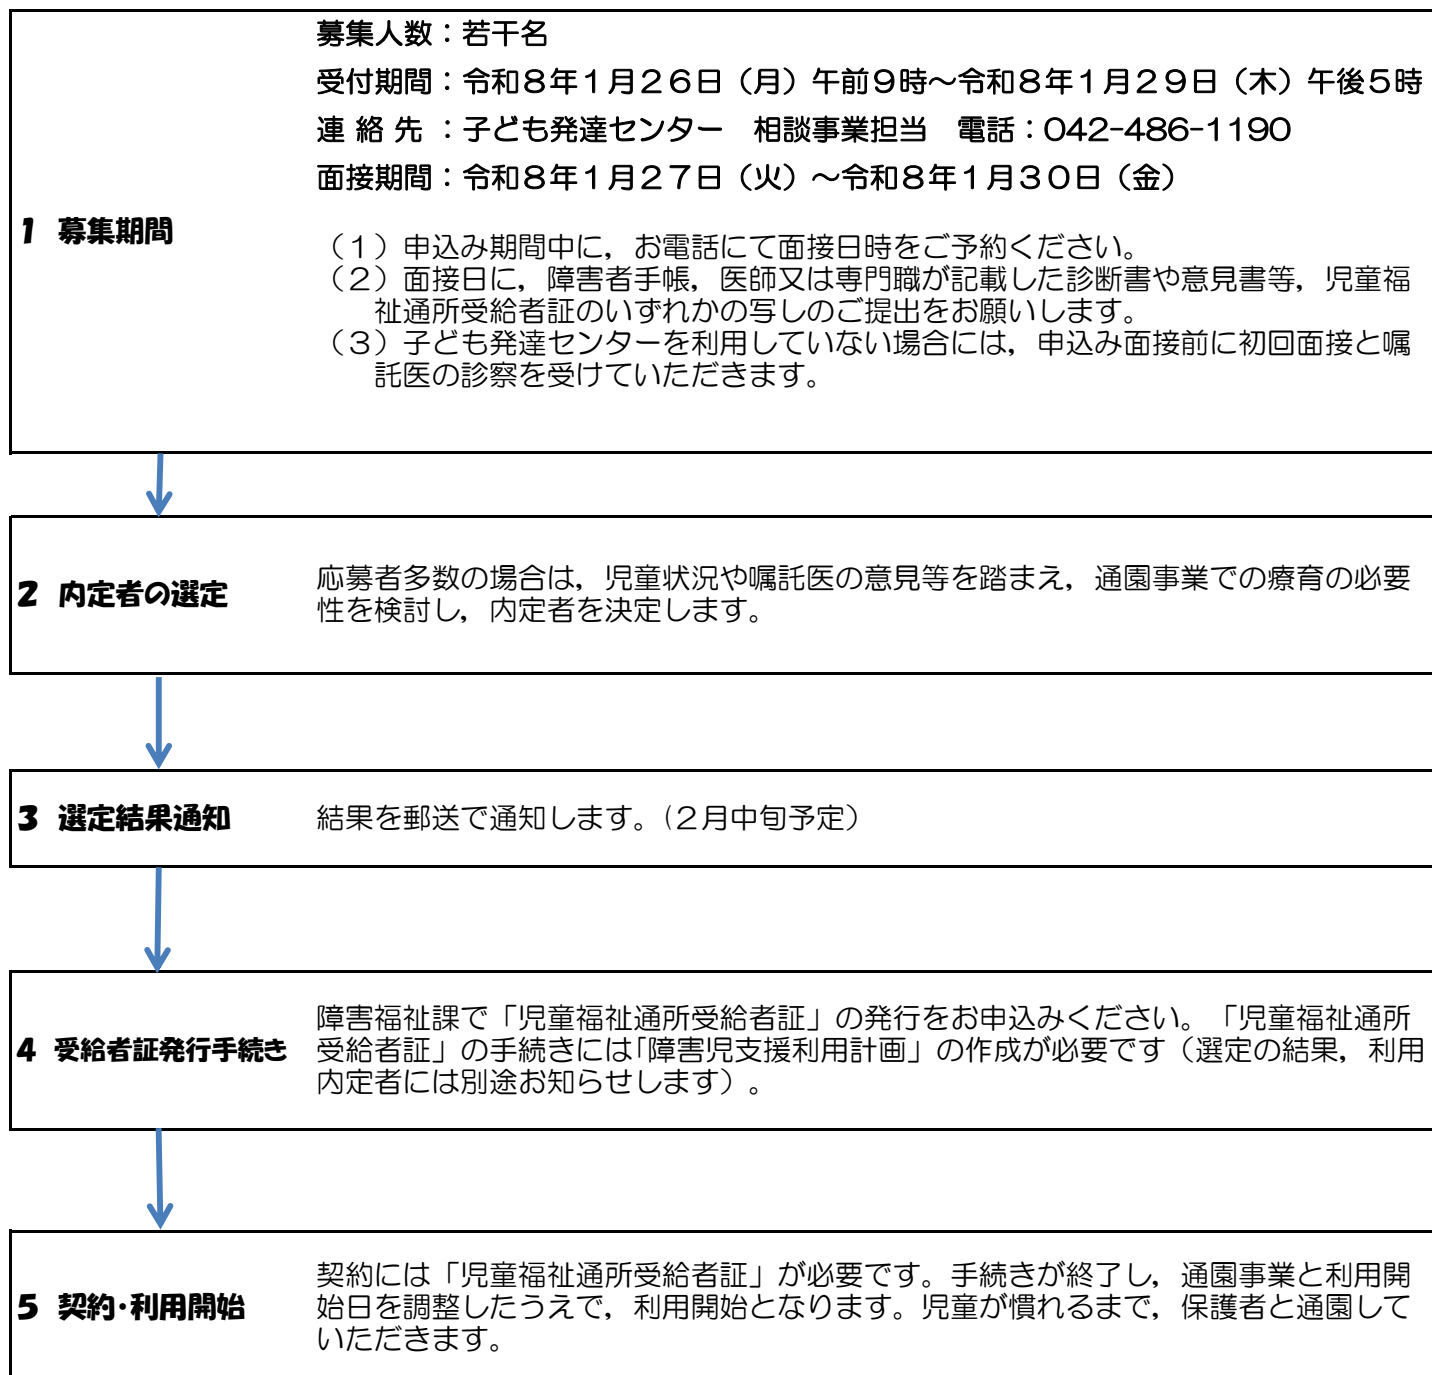 募集人数：若干名
受付期間：令和８年１月２６日（月）午前９時～令和８年１月２９日（木）午後５時
連 絡 先 ：子ども発達センター　相談事業担当　電話：042-486-1190
面接期間：令和８年１月２７日（火）～令和８年１月３０日（金）
1 募集期間
（１）申込み期間中に，お電話にて面接日時をご予約ください。
（２）面接日に，障害者手帳，医師又は専門職が記載した診断書や意見書等，児童福
祉通所受給者証のいずれかの写しのご提出をお願いします。
（３）子ども発達センターを利用していない場合には，申込み面接前に初回面接と嘱
託医の診察を受けていただきます。
2 内定者の選定
応募者多数の場合は，児童状況や嘱託医の意見等を踏まえ，通園事業での療育の必要
性を検討し，内定者を決定します。
3 選定結果通知
結果を郵送で通知します。（２月中旬予定）
4 受給者証発行手続き
障害福祉課で「児童福祉通所受給者証」の発行をお申込みください。「児童福祉通所
受給者証」の手続きには「障害児支援利用計画」の作成が必要です（選定の結果，利用
内定者には別途お知らせします）。
5 契約・利用開始
契約には「児童福祉通所受給者証」が必要です。手続きが終了し，通園事業と利用開
始日を調整したうえで，利用開始となります。児童が慣れるまで，保護者と通園して
いただきます。